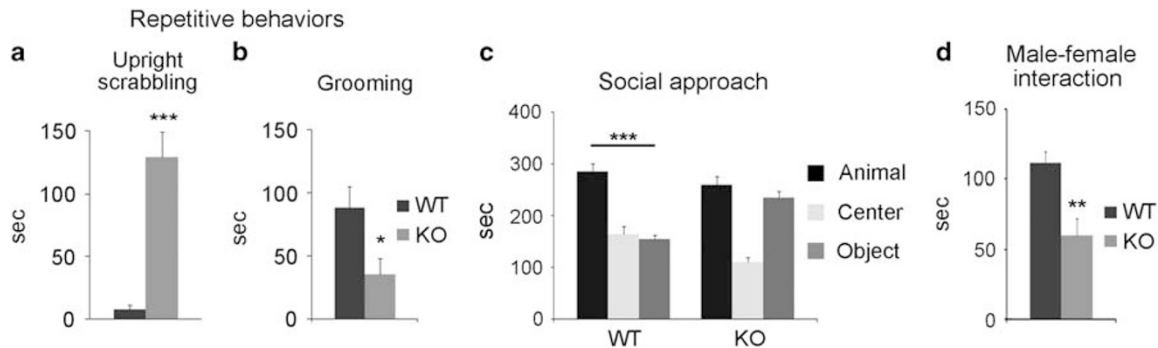 Repetitive behaviors
a
Upright
scrabbling
***
150
100
50
0
sec
b
Grooming
150
100
50
0
sec
*
WT
KO
c
Social approach
400
300
200
100
0
sec
***
WT
KO
Animal
Center
Object
d
Male-female
interaction
150
100
50
0
sec
**
WT
KO